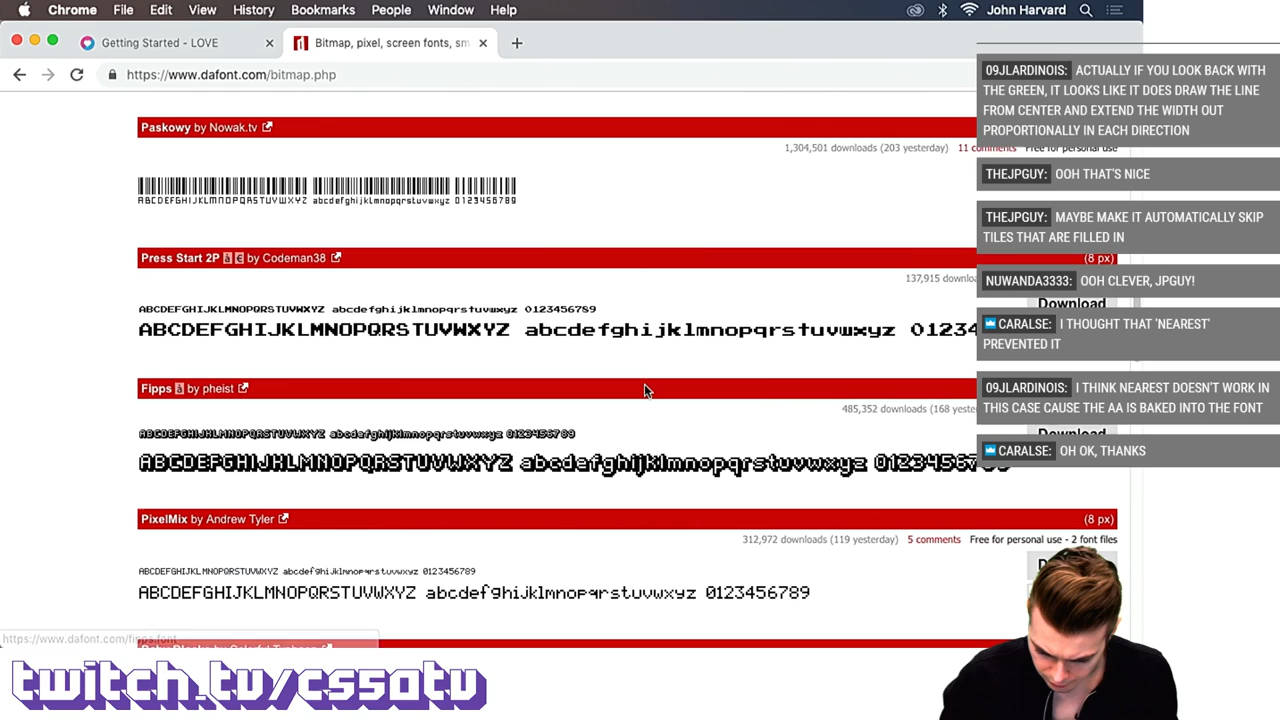 Chrome File Edit View History Bookmarks People Window Help John Harvard
Getting Started - LOVE
Bitmap, pixel, screen fonts, sm
https://www.dafont.com/bitmap.php
Paskowy by Nowak.tv
1,304,501 downloads (203 yesterday) 11 comments Free for personal use
ABCDEFGHIJKLMNOPQRSTUVWXYZ abcdefghijklmnopqrstuvwxyz 0123456789
Press Start 2P à € by Codeman38 (8 px)
137,915 downloa
Download
ABCDEFGHIJKLMNOPQRSTUVWXYZ abcdefghijklmnopqrstuvwxyz 0123456789
ABCDEFGHIJKLMNOPQRSTUVWXYZ abcdefghijklmnopqrstuvwxyz 01234
Fipps à by pheist
485,352 downloads (168 yeste
Download
ABCDEFGHIJKLMNOPQRSTUVWXYZ abcdefghijklmnopqrstuvwxyz 0123456789
ABCDEFGHIJKLMNOPQRSTUVWXYZ abcdefghijklmnopqrstuvwxyz 0123456789
PixelMix by Andrew Tyler (8 px)
312,972 downloads (119 yesterday) 5 comments Free for personal use - 2 font files
ABCDEFGHIJKLMNOPQRSTUVWXYZ abcdefghijklmnopqrstuvwxyz 0123456789
ABCDEFGHIJKLMNOPQRSTUVWXYZ abcdefghijklmnopqrstuvwxyz 0123456789
https://www.dafont.com/fipps.font
twitch.tv/cs50tv
09JLARDINOIS: ACTUALLY IF YOU LOOK BACK WITH
THE GREEN, IT LOOKS LIKE IT DOES DRAW THE LINE
FROM CENTER AND EXTEND THE WIDTH OUT
PROPORTIONALLY IN EACH DIRECTION
THEJPGUY: OOH THAT'S NICE
THEJPGUY: MAYBE MAKE IT AUTOMATICALLY SKIP
TILES THAT ARE FILLED IN
NUWANDA3333: OOH CLEVER, JPGUY!
CARALSE: I THOUGHT THAT 'NEAREST'
PREVENTED IT
09JLARDINOIS: I THINK NEAREST DOESN'T WORK IN
THIS CASE CAUSE THE AA IS BAKED INTO THE FONT
CARALSE: OH OK, THANKS